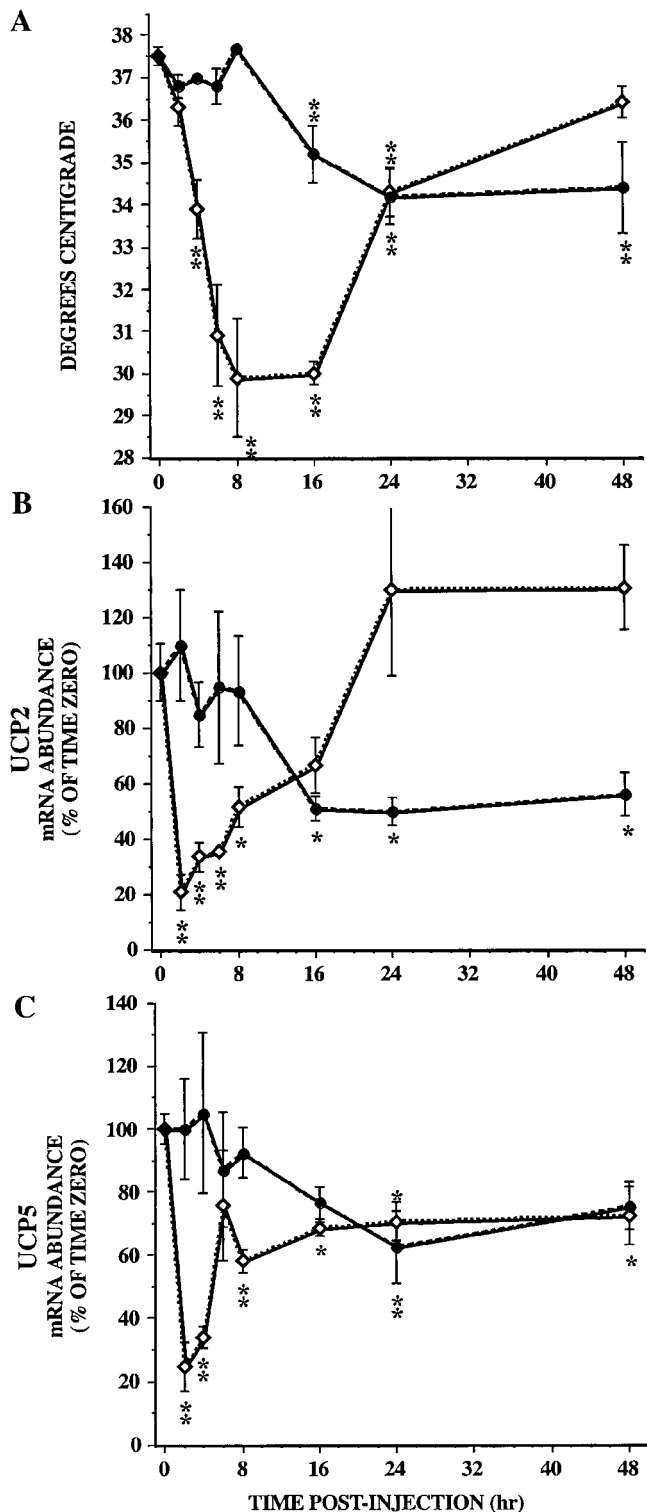 A
DEGREES CENTIGRADE
37
36
35
34
33
32
31
30
29
28
** ** ** ** ** ** ** **
0 8 16 24 32 40 48
B
UCP2
mRNA ABUNDANCE
(% OF TIME ZERO)
160
140
120
100
80
60
40
20
0
** ** ** * * * *
0 8 16 24 32 40 48
C
UCP5
mRNA ABUNDANCE
(% OF TIME ZERO)
140
120
100
80
60
40
20
0
** ** ** * * ** *
0 8 16 24 32 40 48
TIME POST-INJECTION (hr)